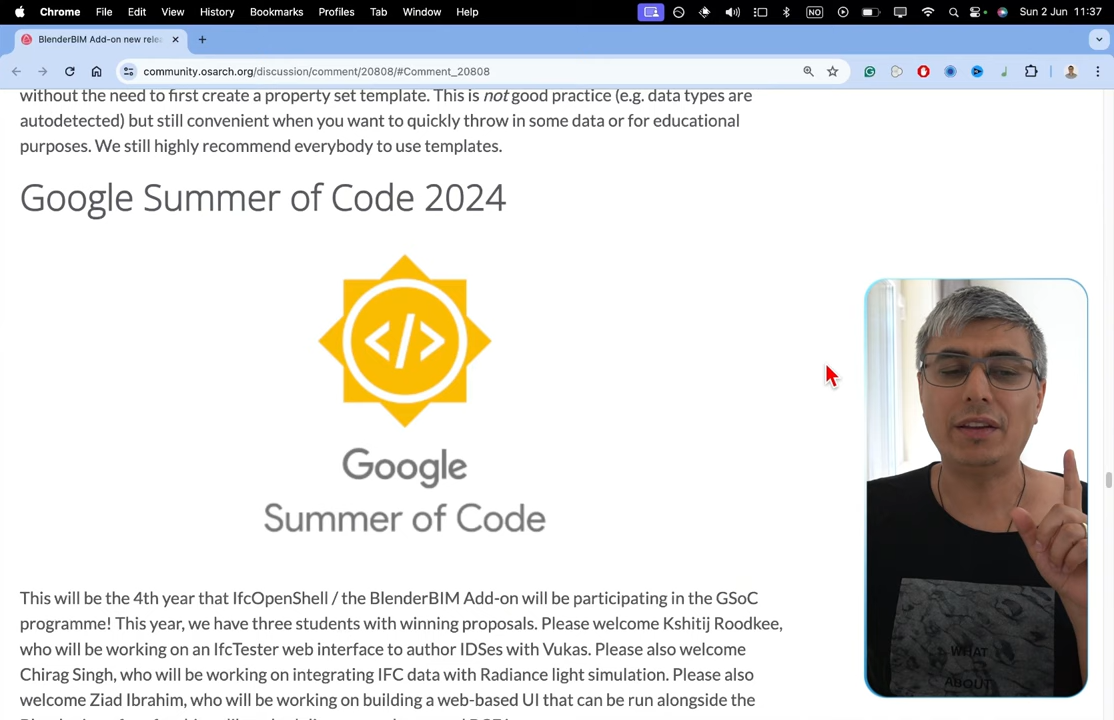 Chrome File Edit View History Bookmarks Profiles Tab Window Help NO Sun 2 Jun 11:37
BlenderBIM Add-on new rele
community.osarch.org/discussion/comment/20808/#Comment_20808
without the need to first create a property set template. This is not good practice (e.g. data types are
autodetected) but still convenient when you want to quickly throw in some data or for educational
purposes. We still highly recommend everybody to use templates.
Google Summer of Code 2024
</>
Google
Summer of Code
This will be the 4th year that IfcOpenShell / the BlenderBIM Add-on will be participating in the GSoC
programme! This year, we have three students with winning proposals. Please welcome Kshitij Roodkee,
who will be working on an IfcTester web interface to author IDSes with Vukas. Please also welcome
Chirag Singh, who will be working on integrating IFC data with Radiance light simulation. Please also
welcome Ziad Ibrahim, who will be working on building a web-based UI that can be run alongside the
WHAT
ABOUT